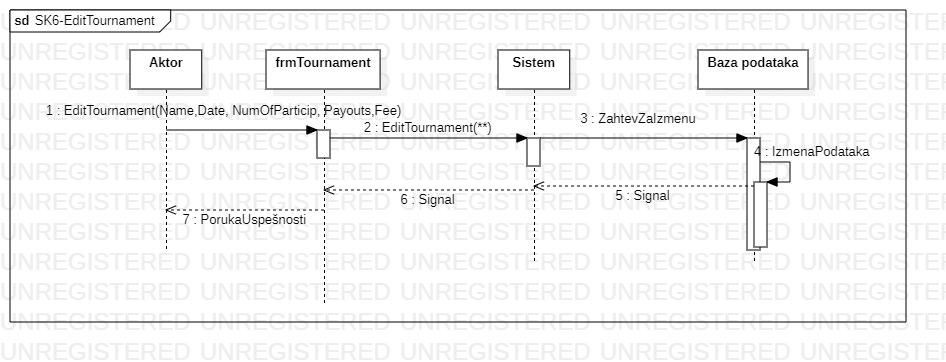 sd SK6-EditTournament
Aktor
frmTournament
Sistem
Baza podataka
1 : EditTournament(Name,Date, NumOfParticip, Payouts,Fee)
2 : EditTournament(**)
3 : ZahtevZaIzmenu
4 : IzmenaPodataka
5 : Signal
6 : Signal
7 : PorukaUspešnosti
UNREGISTERED UNREGISTERED UNREGISTERED UNREGISTERED UNREGISTERED